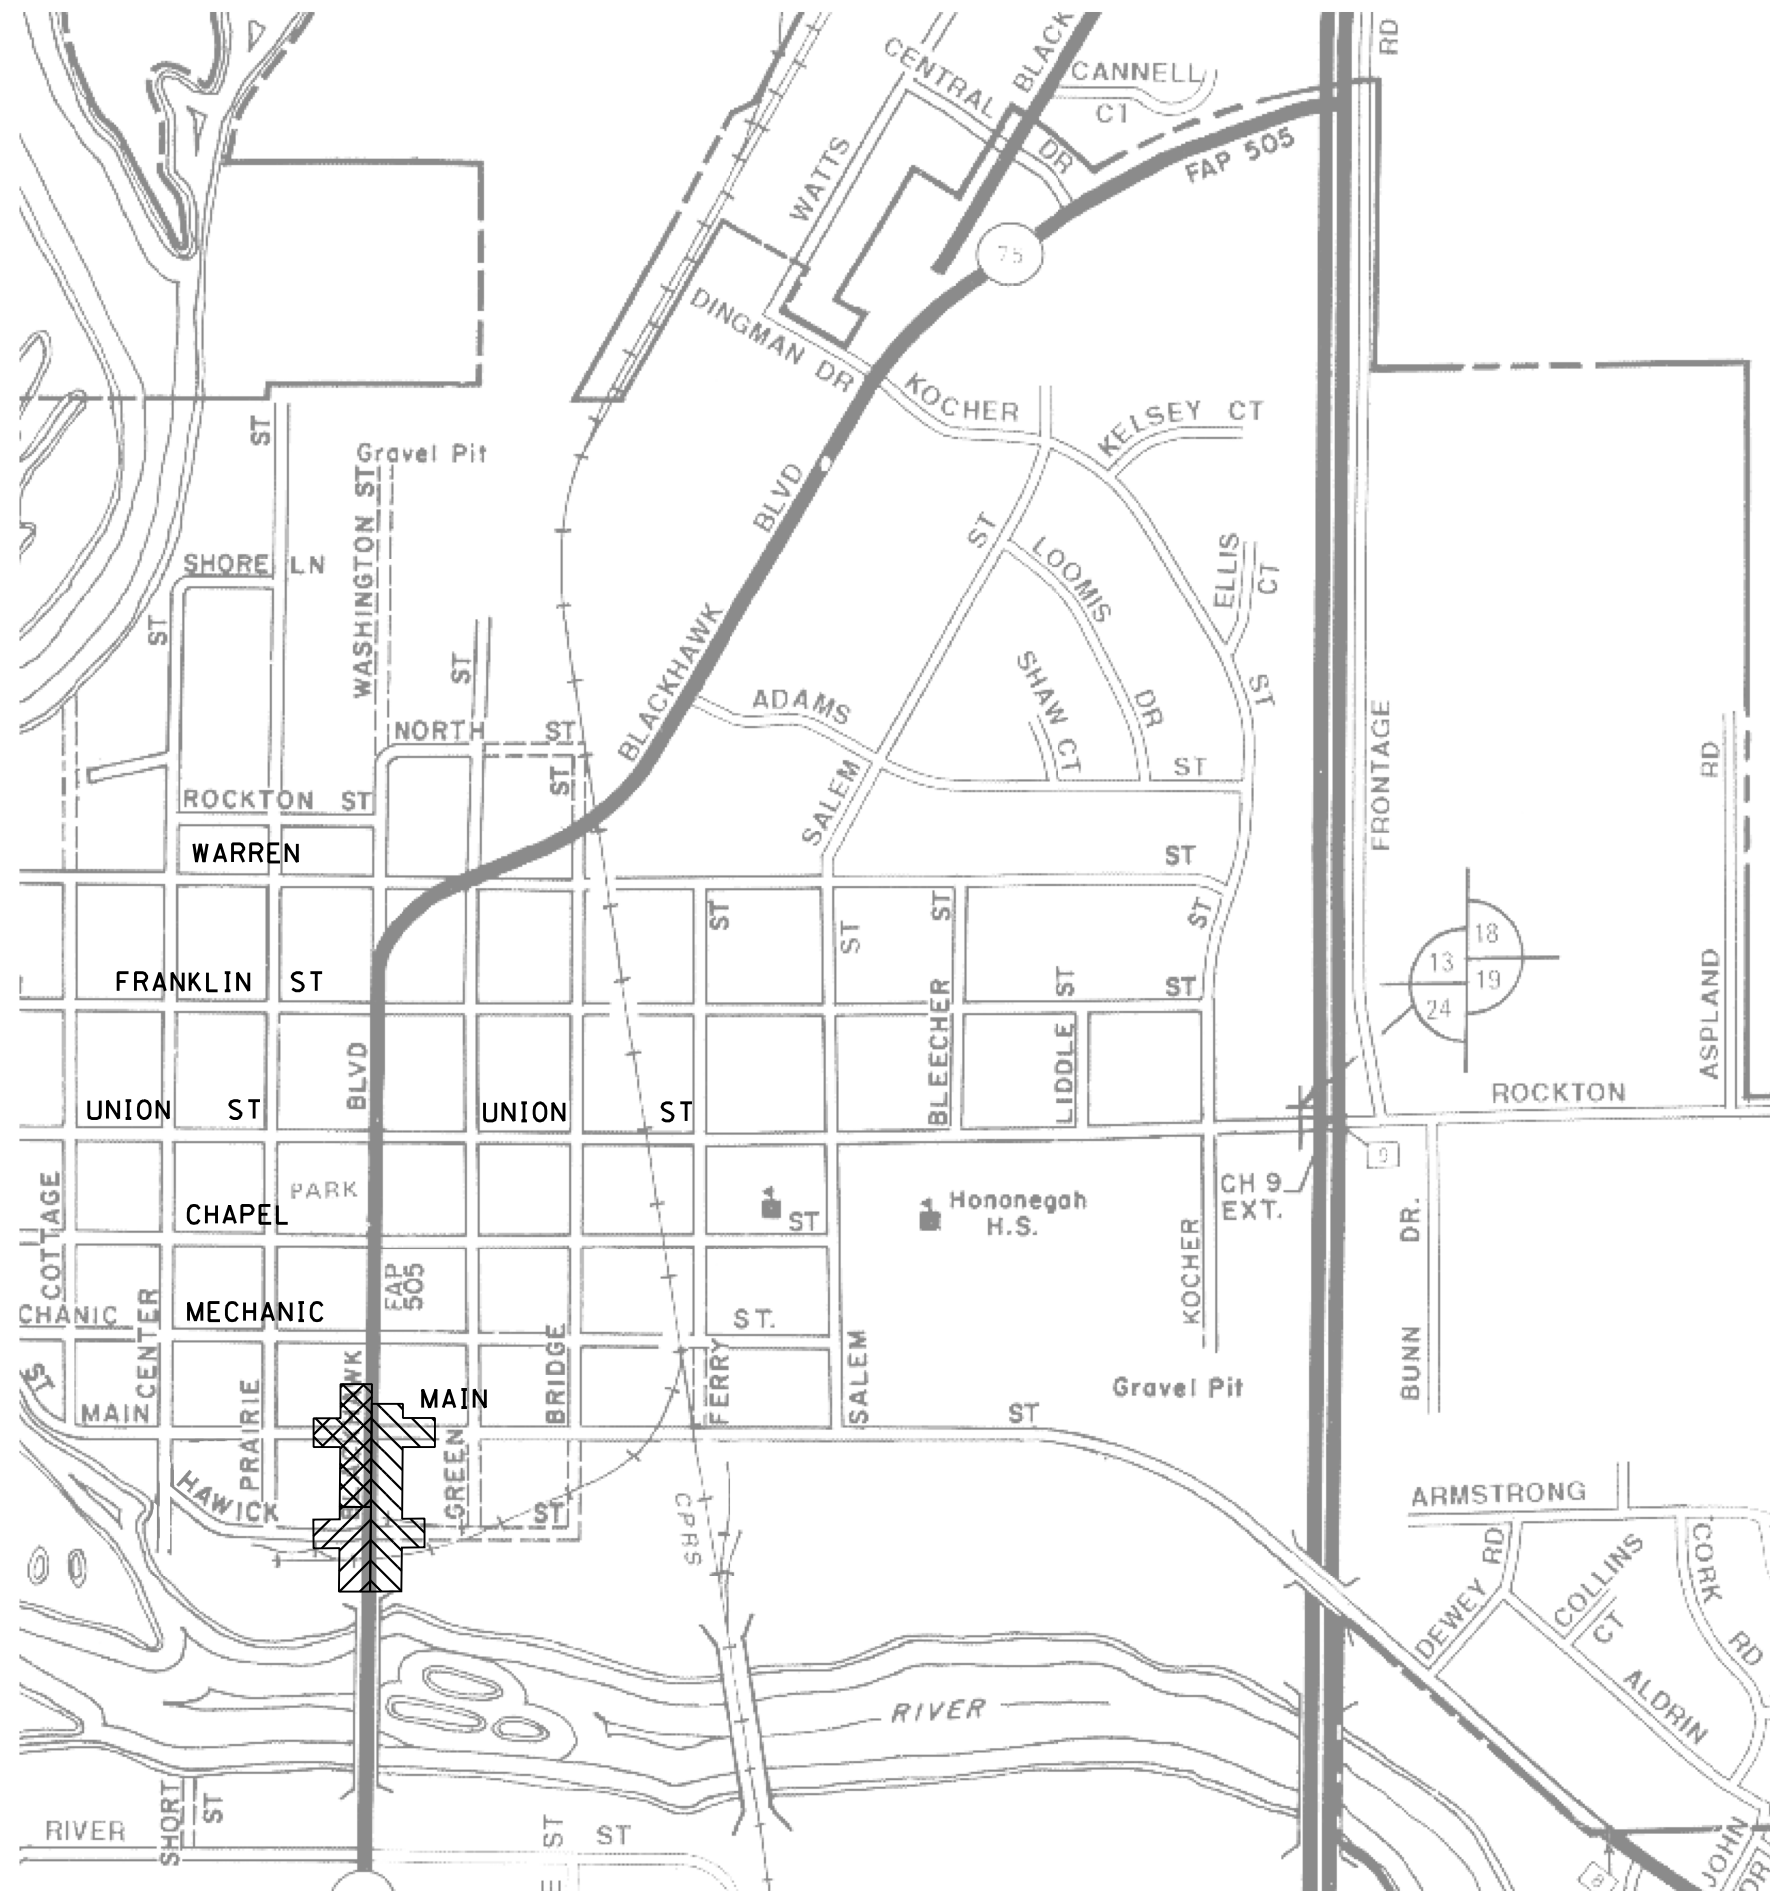 RD
CENTRAL
BLACK
CANNELL
CT
DR
FAP 505
WATTS
75
DINGMAN DR
KOCHER
KELSEY CT
ST
Gravel Pit
WASHINGTON ST
BLVD
ST
LOOMIS
ELLIS
CT
SHORE LN
ST
BLACKHAWK
SHAW CT
DR
ST
ST
ADAMS
NORTH ST
ST
ST
FRONTAGE
RD
ROCKTON ST
SALEM
WARREN
ST
ST
ST
ST
ST
18
13
19
24
FRANKLIN ST
BLEECHER
ST
ST
ASPLAND
BLVD
LIDDLE
UNION ST
UNION ST
ROCKTON
9
COTTAGE
PARK
CHAPEL
ST
Hononegah
H.S.
CH 9
EXT.
KOCHER
DR.
FAP
505
CHANIC
CENTER
MECHANIC
ST.
BUNN
ST
BRIDGE
FERRY
SALEM
Gravel Pit
MAIN
MAIN
ST
PRAIRIE
GREEN
HAWICK
ST
CPRS
ARMSTRONG
DEWEY RD
COLLINS
CT
CORK
RD
ALDRIN
RIVER
SHORT
ST
RIVER
ST
ST
JOHN
DR
8